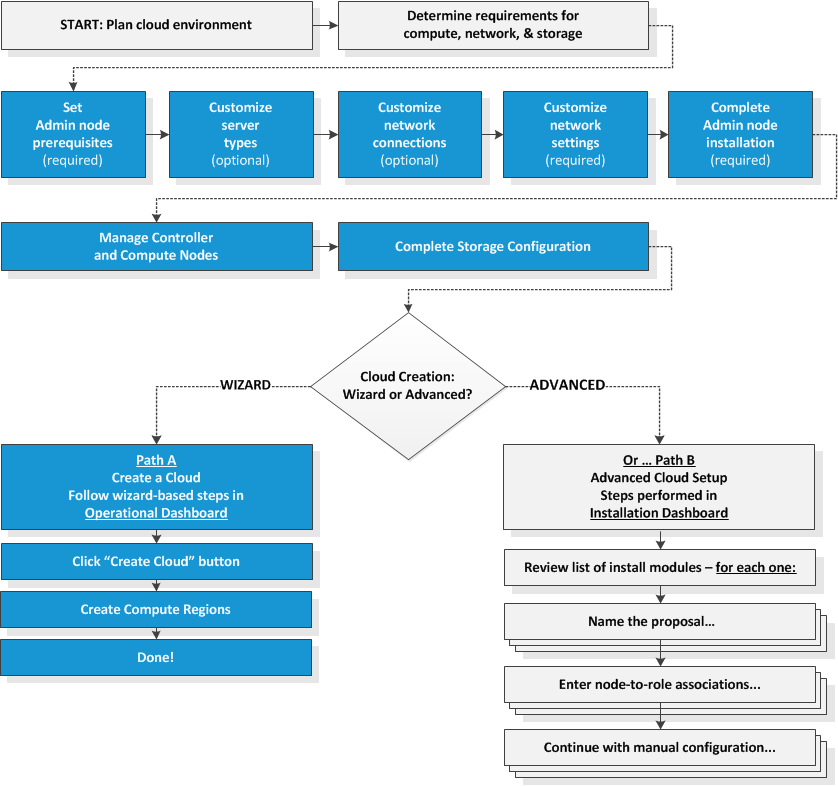 START: Plan cloud environment
Determine requirements for
compute, network, & storage
Set
Admin node
prerequisites
(required)
Customize
server
types
(optional)
Customize
network
connections
(optional)
Customize
network
settings
(required)
Complete
Admin node
installation
(required)
Manage Controller
and Compute Nodes
Complete Storage Configuration
Cloud Creation:
Wizard or Advanced?
WIZARD
ADVANCED
Path A
Create a Cloud
Follow wizard-based steps in
Operational Dashboard
Click “Create Cloud” button
Create Compute Regions
Done!
Or ... Path B
Advanced Cloud Setup
Steps performed in
Installation Dashboard
Review list of install modules – for each one:
Name the proposal...
Enter node-to-role associations...
Continue with manual configuration...